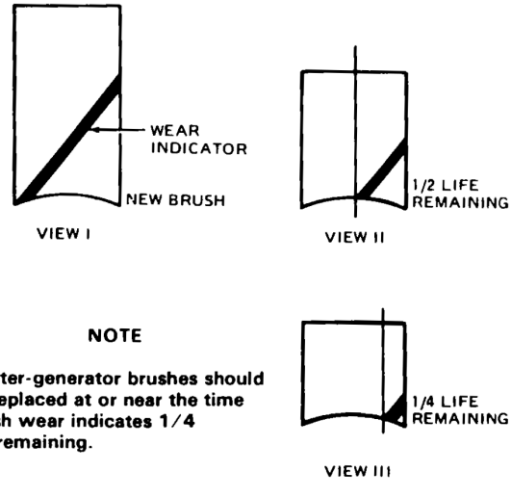 WEAR
INDICATOR
NEW BRUSH
VIEW I
1/2 LIFE
REMAINING
VIEW II
NOTE
ter-generator brushes should
eplaced at or near the time
h wear indicates 1/4
remaining.
1/4 LIFE
REMAINING
VIEW III